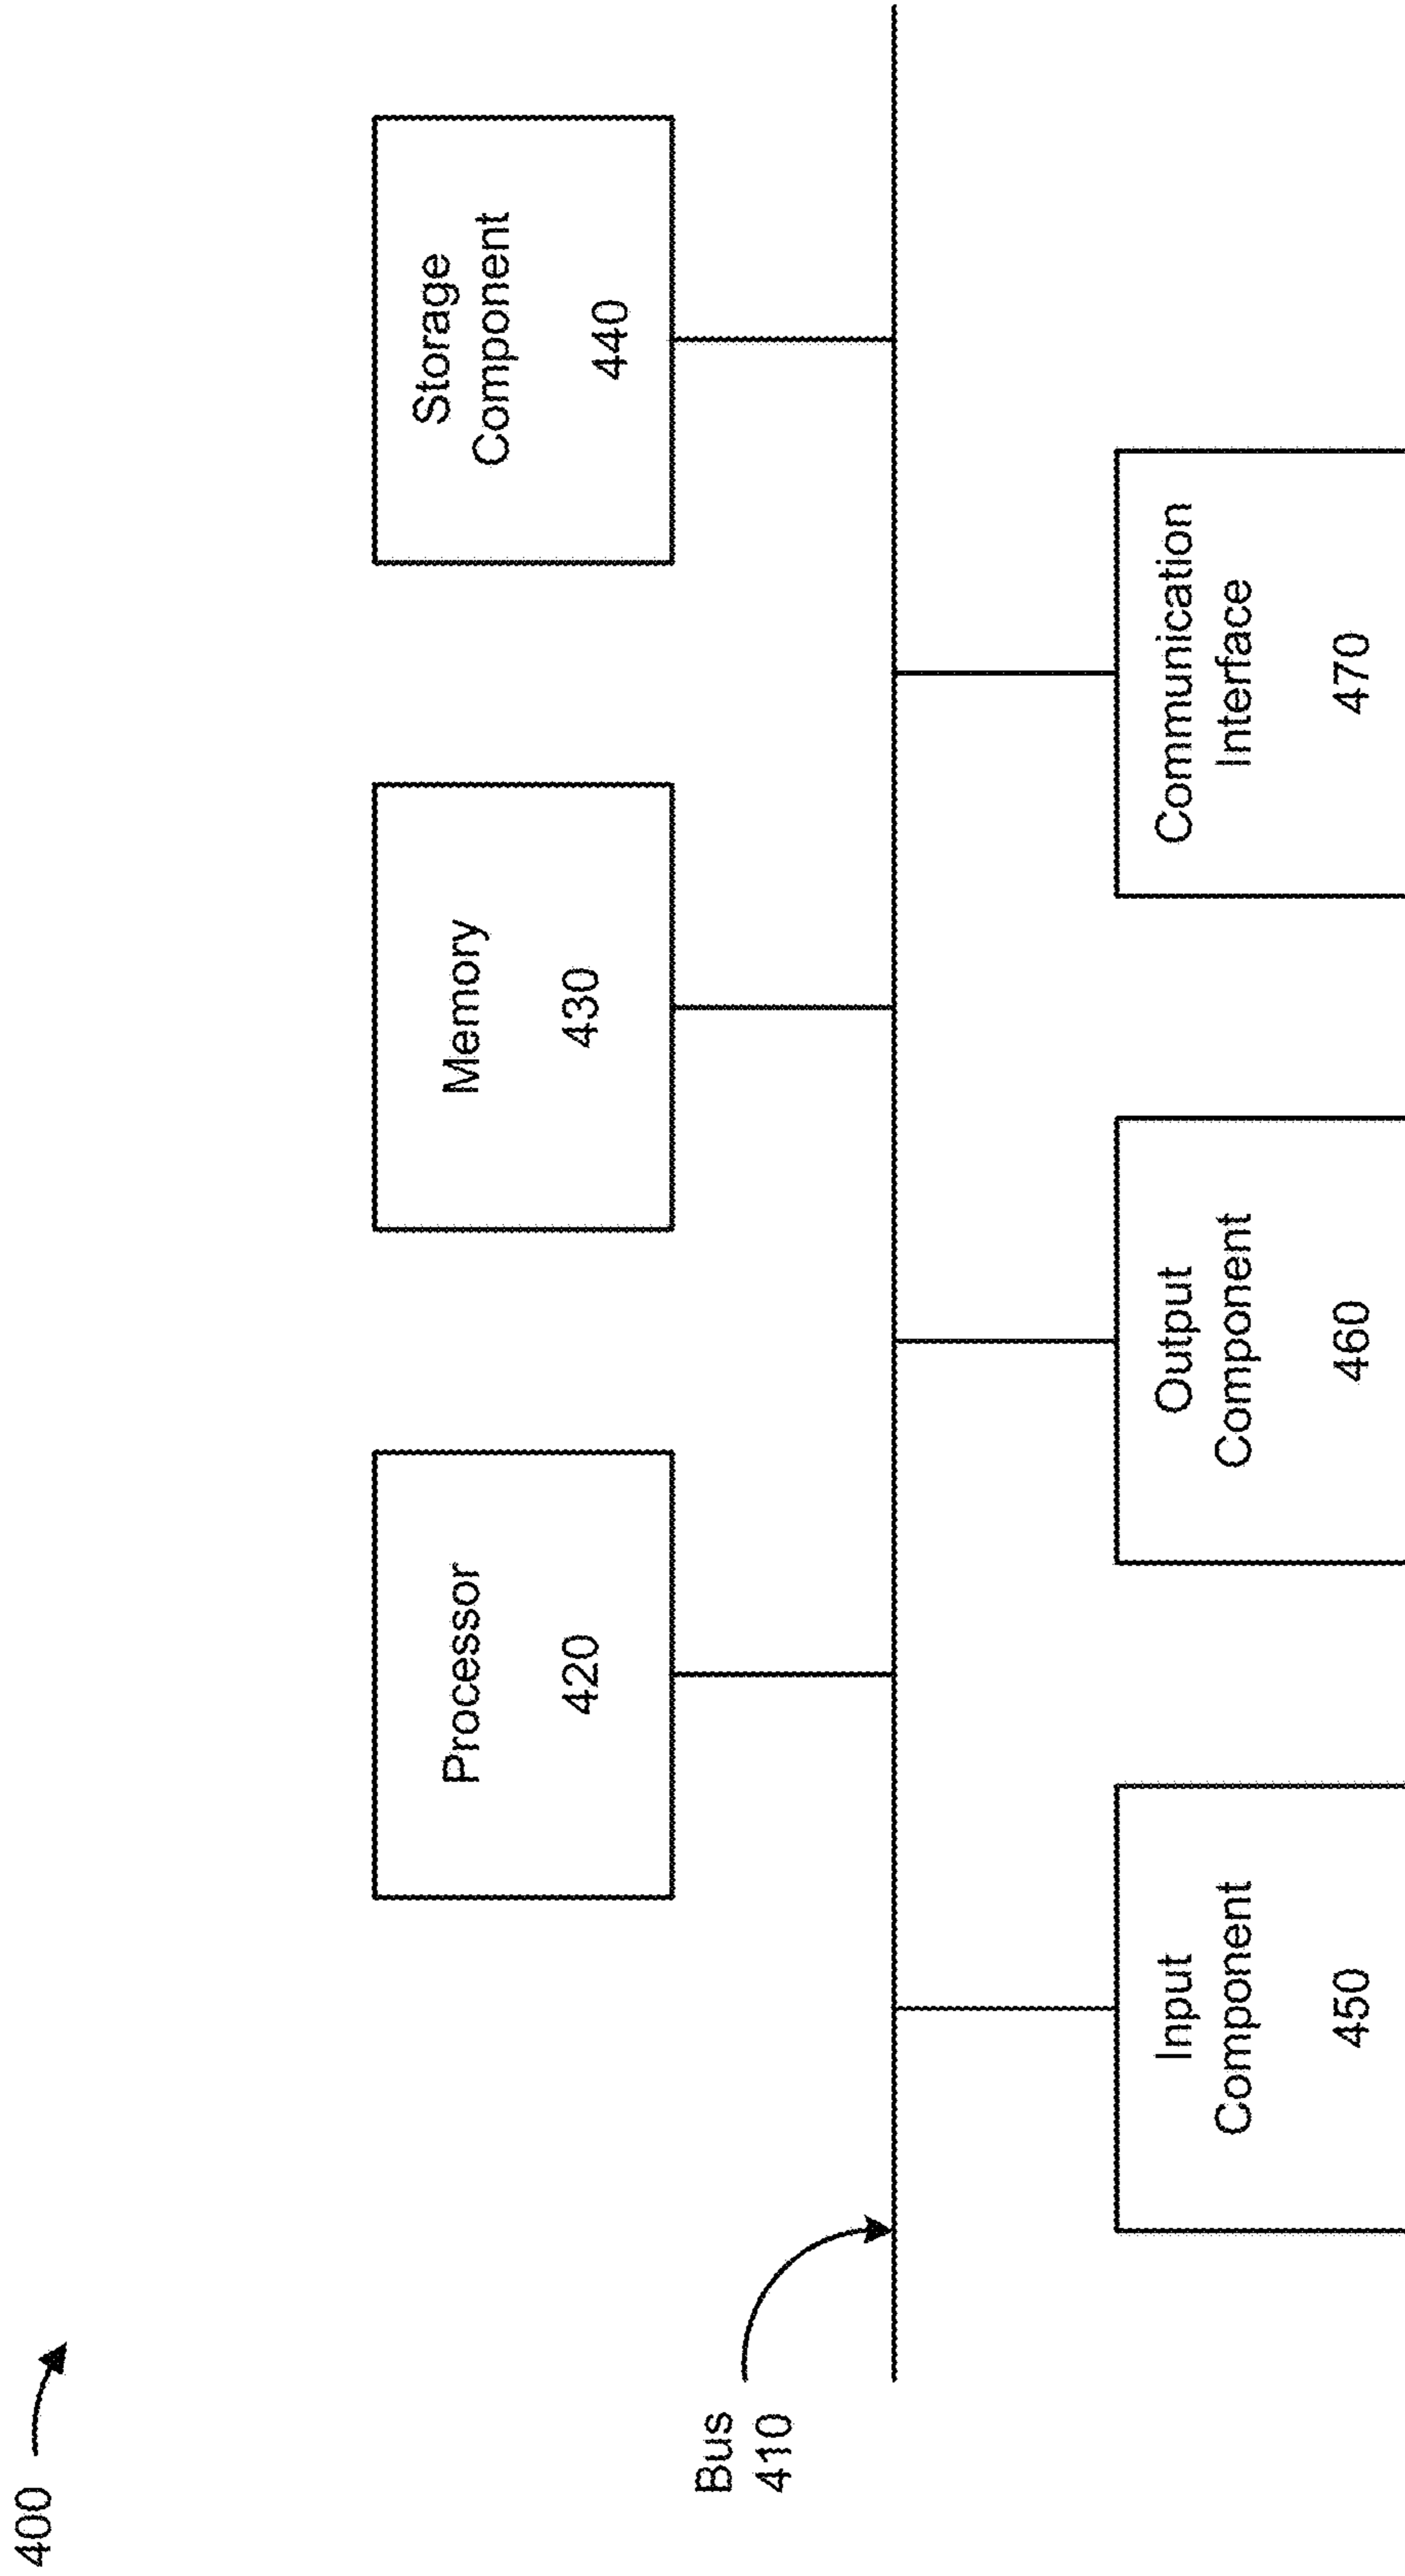 400
Processor
420
Memory
430
Storage
Component
440
Bus
410
Input
Component
450
Output
Component
460
Communication
Interface
470